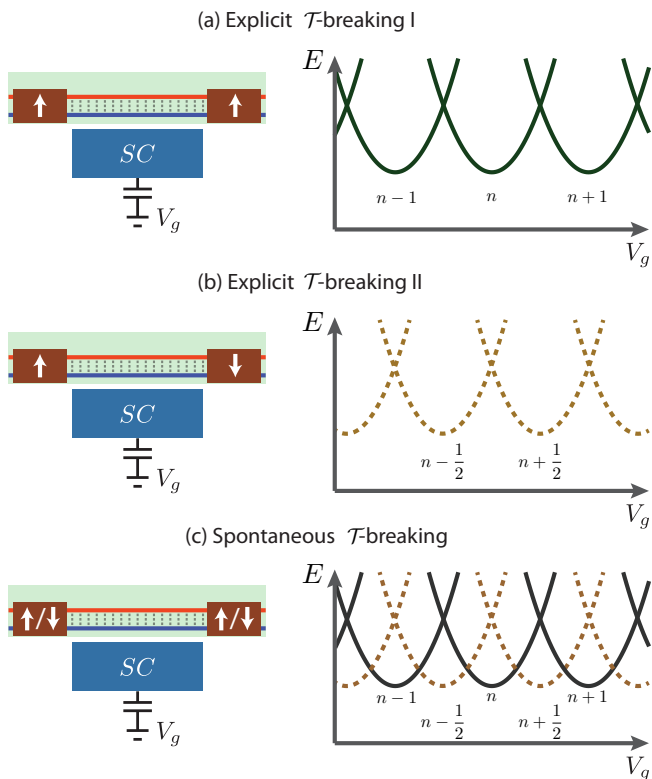 (a) Explicit 𝒯-breaking I
E
SC
V_g
n − 1 n n + 1
V_g
(b) Explicit 𝒯-breaking II
E
SC
V_g
n − 1/2 n + 1/2
V_g
(c) Spontaneous 𝒯-breaking
E
↑/↓ ↑/↓
SC
V_g
n − 1 n n + 1
n − 1/2 n + 1/2
V_g